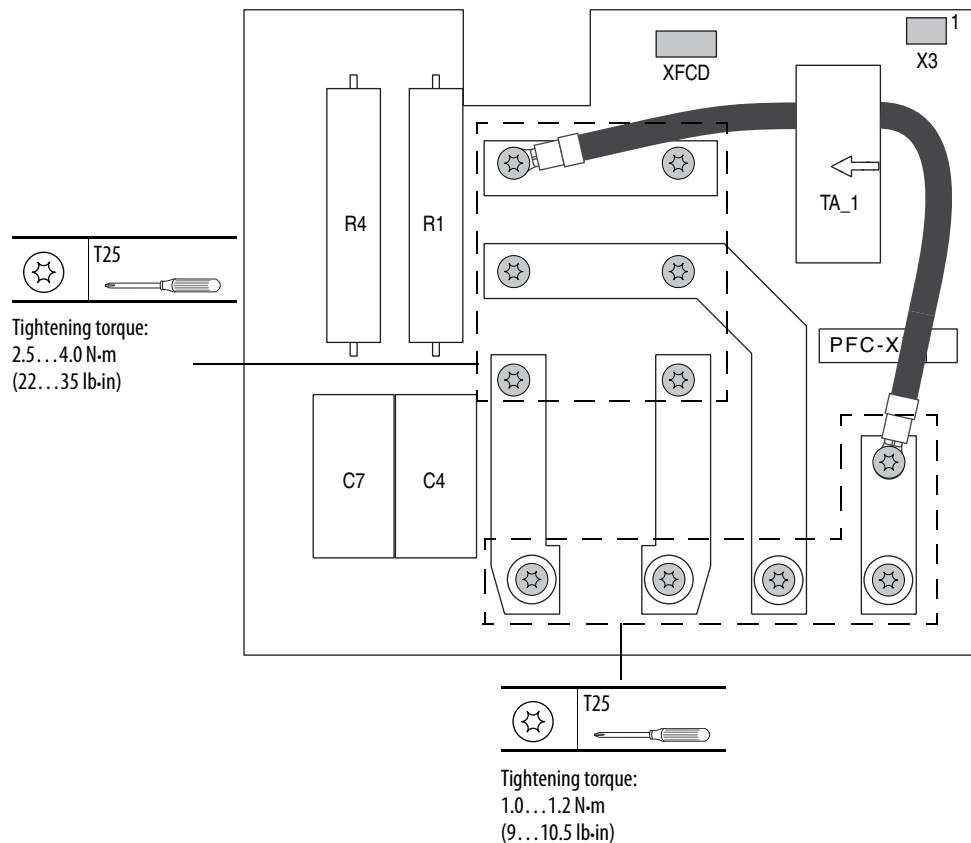 1
XFCD
X3
R4
R1
TA_1
T25
Tightening torque:
2.5...4.0 N•m
(22...35 lb•in)
PFC-X
C7
C4
T25
Tightening torque:
1.0...1.2 N•m
(9...10.5 lb•in)